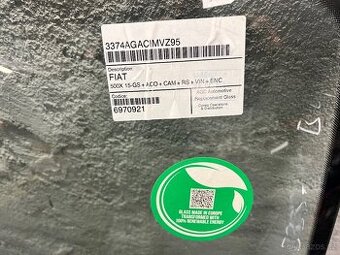 3374AGACIMVZ95
Description
FIAT
500X 15-GS + ACO + CAM + RS + VIN + ENC
Codice
6970921
AGC Automotive
Replacement Glass
GLASS MADE IN EUROPE
TRANSFORMED WITH
100% RENEWABLE ENERGY